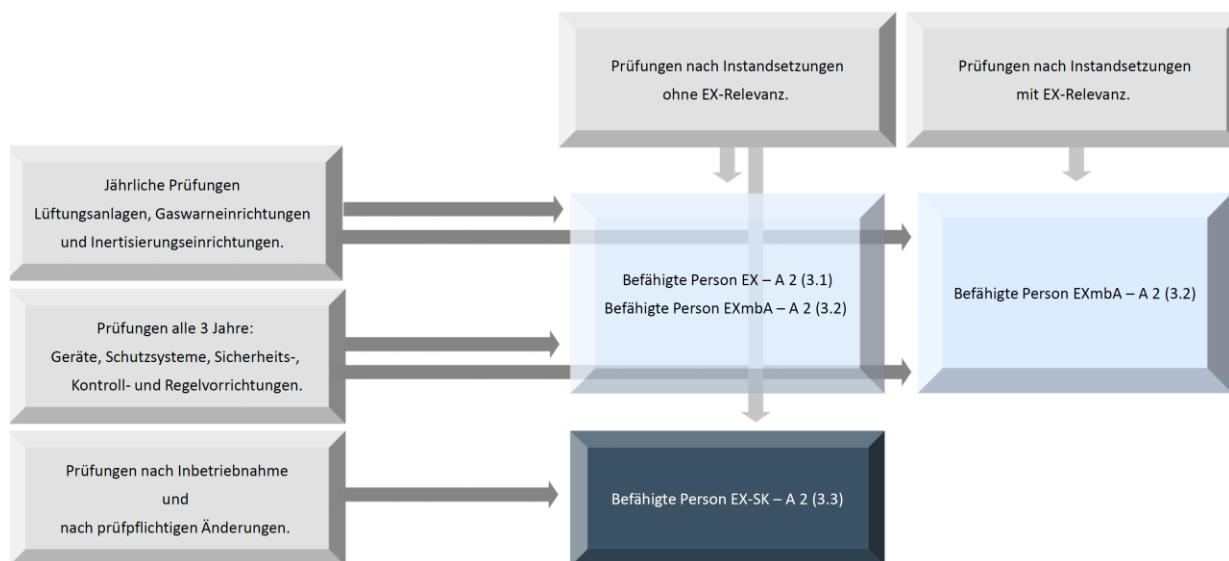 Prüfungen nach Instandsetzungen
ohne EX-Relevanz.
Prüfungen nach Instandsetzungen
mit EX-Relevanz.
Jährliche Prüfungen
Lüftungsanlagen, Gaswarneinrichtungen
und Inertisierungseinrichtungen.
Befähigte Person EX – A 2 (3.1)
Befähigte Person EXmbA – A 2 (3.2)
Befähigte Person EXmbA – A 2 (3.2)
Prüfungen alle 3 Jahre:
Geräte, Schutzsysteme, Sicherheits-,
Kontroll- und Regelvorrichtungen.
Prüfungen nach Inbetriebnahme
und
nach prüfpflichtigen Änderungen.
Befähigte Person EX-SK – A 2 (3.3)